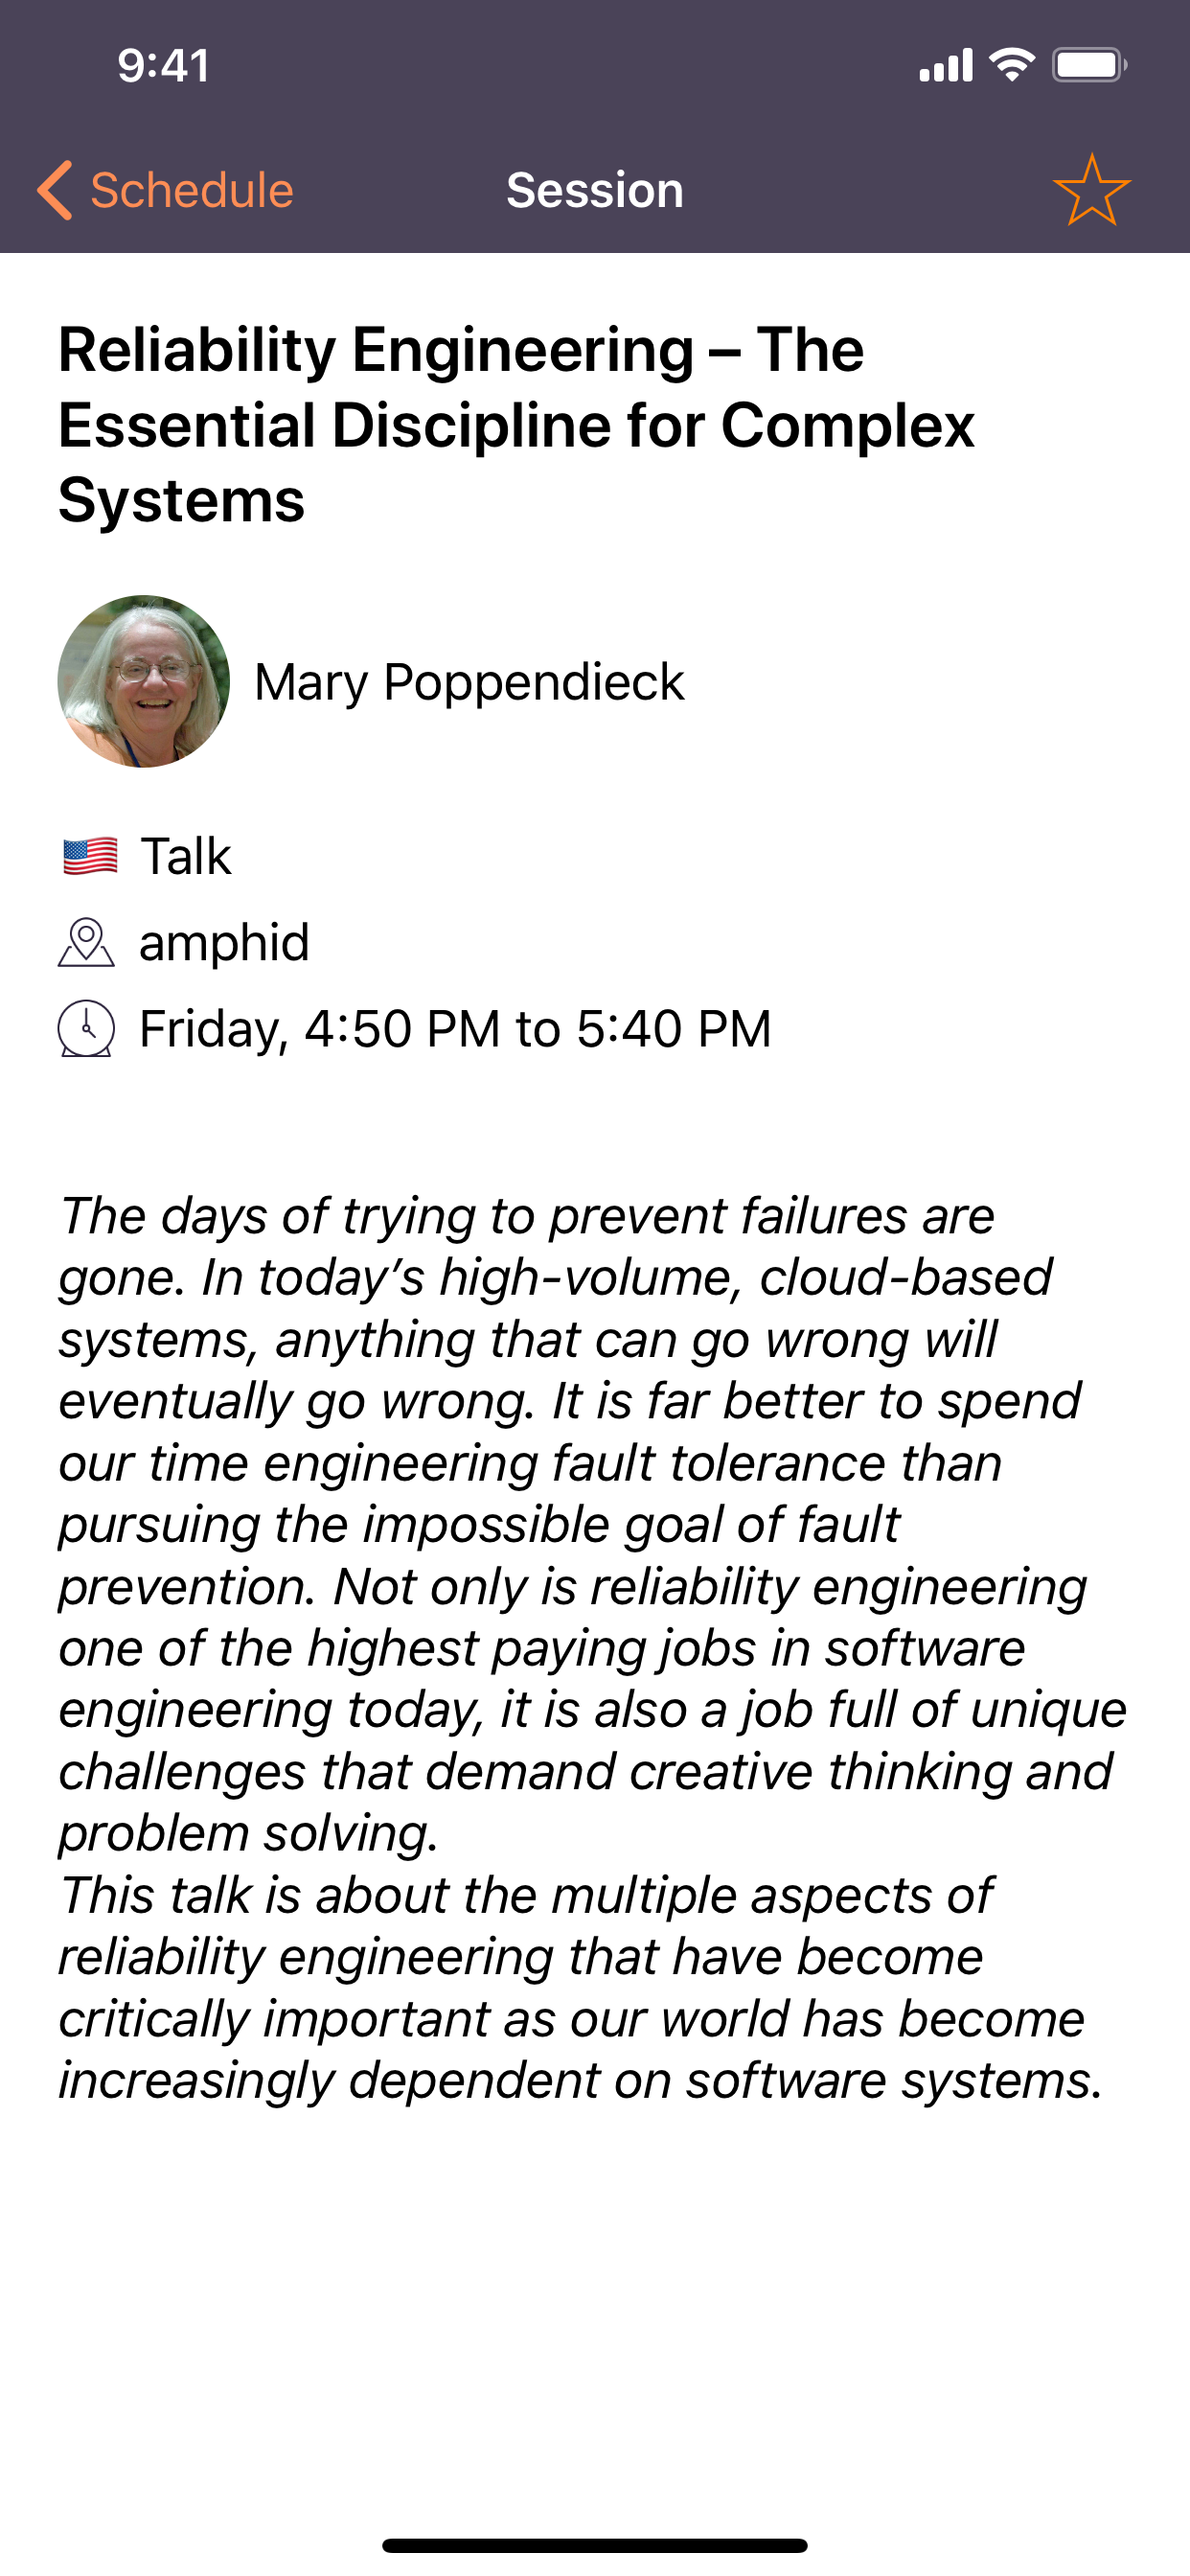 9:41
Schedule
Session
Reliability Engineering – The
Essential Discipline for Complex
Systems
Mary Poppendieck
Talk
amphid
Friday, 4:50 PM to 5:40 PM
The days of trying to prevent failures are
gone. In today’s high-volume, cloud-based
systems, anything that can go wrong will
eventually go wrong. It is far better to spend
our time engineering fault tolerance than
pursuing the impossible goal of fault
prevention. Not only is reliability engineering
one of the highest paying jobs in software
engineering today, it is also a job full of unique
challenges that demand creative thinking and
problem solving.
This talk is about the multiple aspects of
reliability engineering that have become
critically important as our world has become
increasingly dependent on software systems.